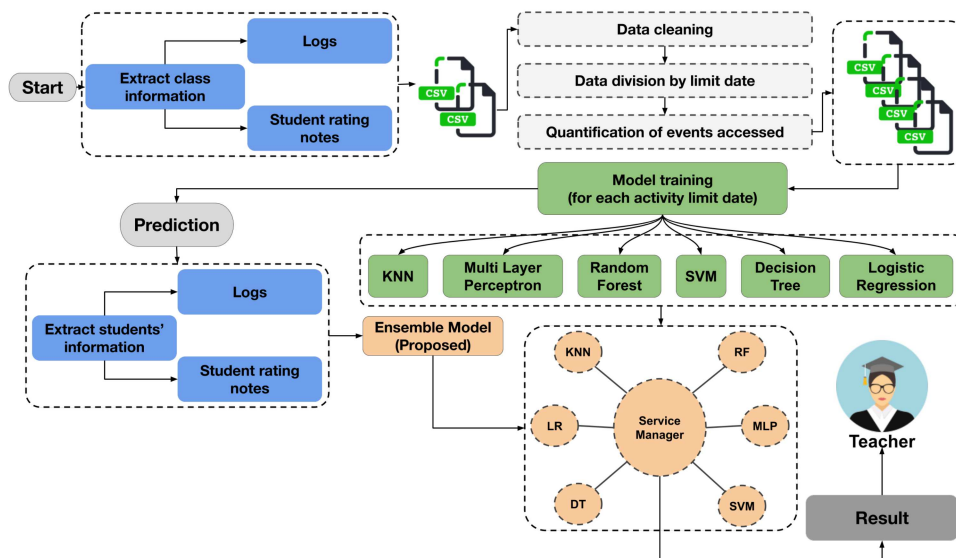 Start
Extract class
information
Logs
Student rating
notes
CSV
CSV
Data cleaning
Data division by limit date
Quantification of events accessed
CSV
CSV
CSV
CSV
Model training
(for each activity limit date)
Prediction
KNN
Multi Layer
Perceptron
Random
Forest
SVM
Decision
Tree
Logistic
Regression
Extract students’
information
Logs
Student rating
notes
Ensemble Model
(Proposed)
KNN
RF
LR
Service
Manager
MLP
DT
SVM
Teacher
Result